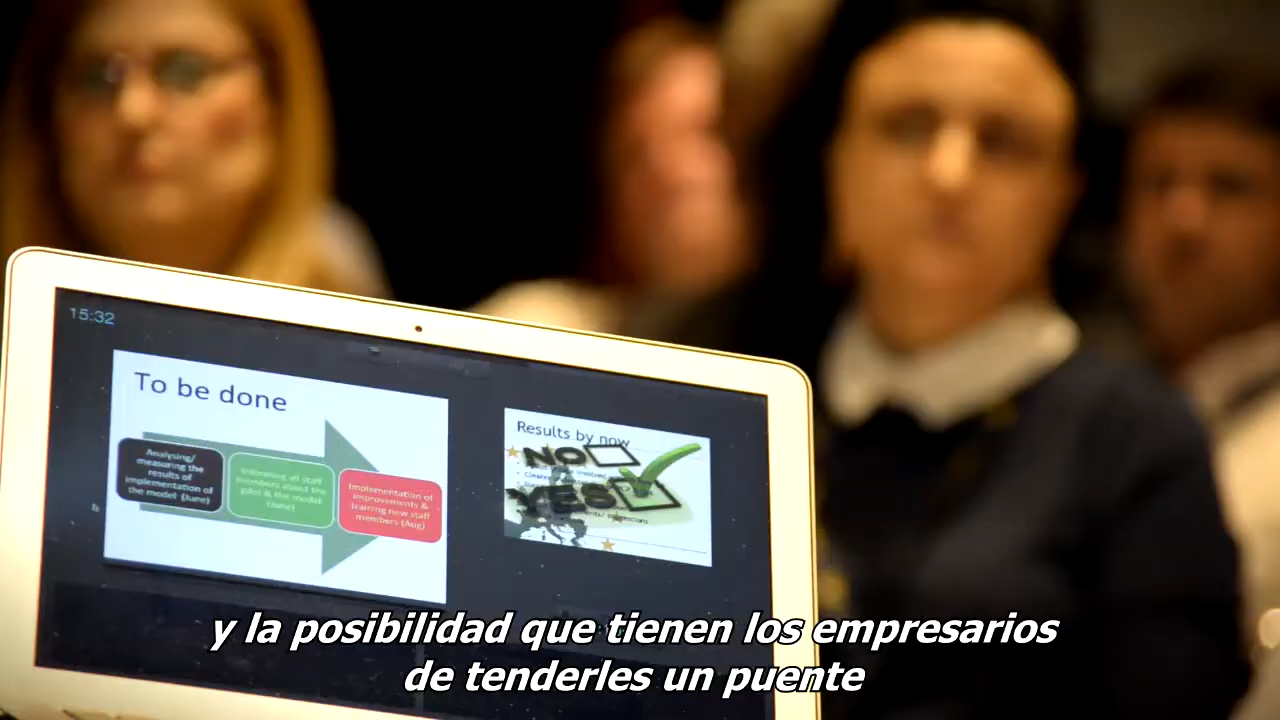 15:32
To be done
Analysing/
measuring the
results of
implementation of
the model (June)
Informing all staff
members about the
pilot & the model
(June)
Implementation of
improvements &
training new staff
members (Aug)
Results by now
NO
YES
y la posibilidad que tienen los empresarios
de tenderles un puente